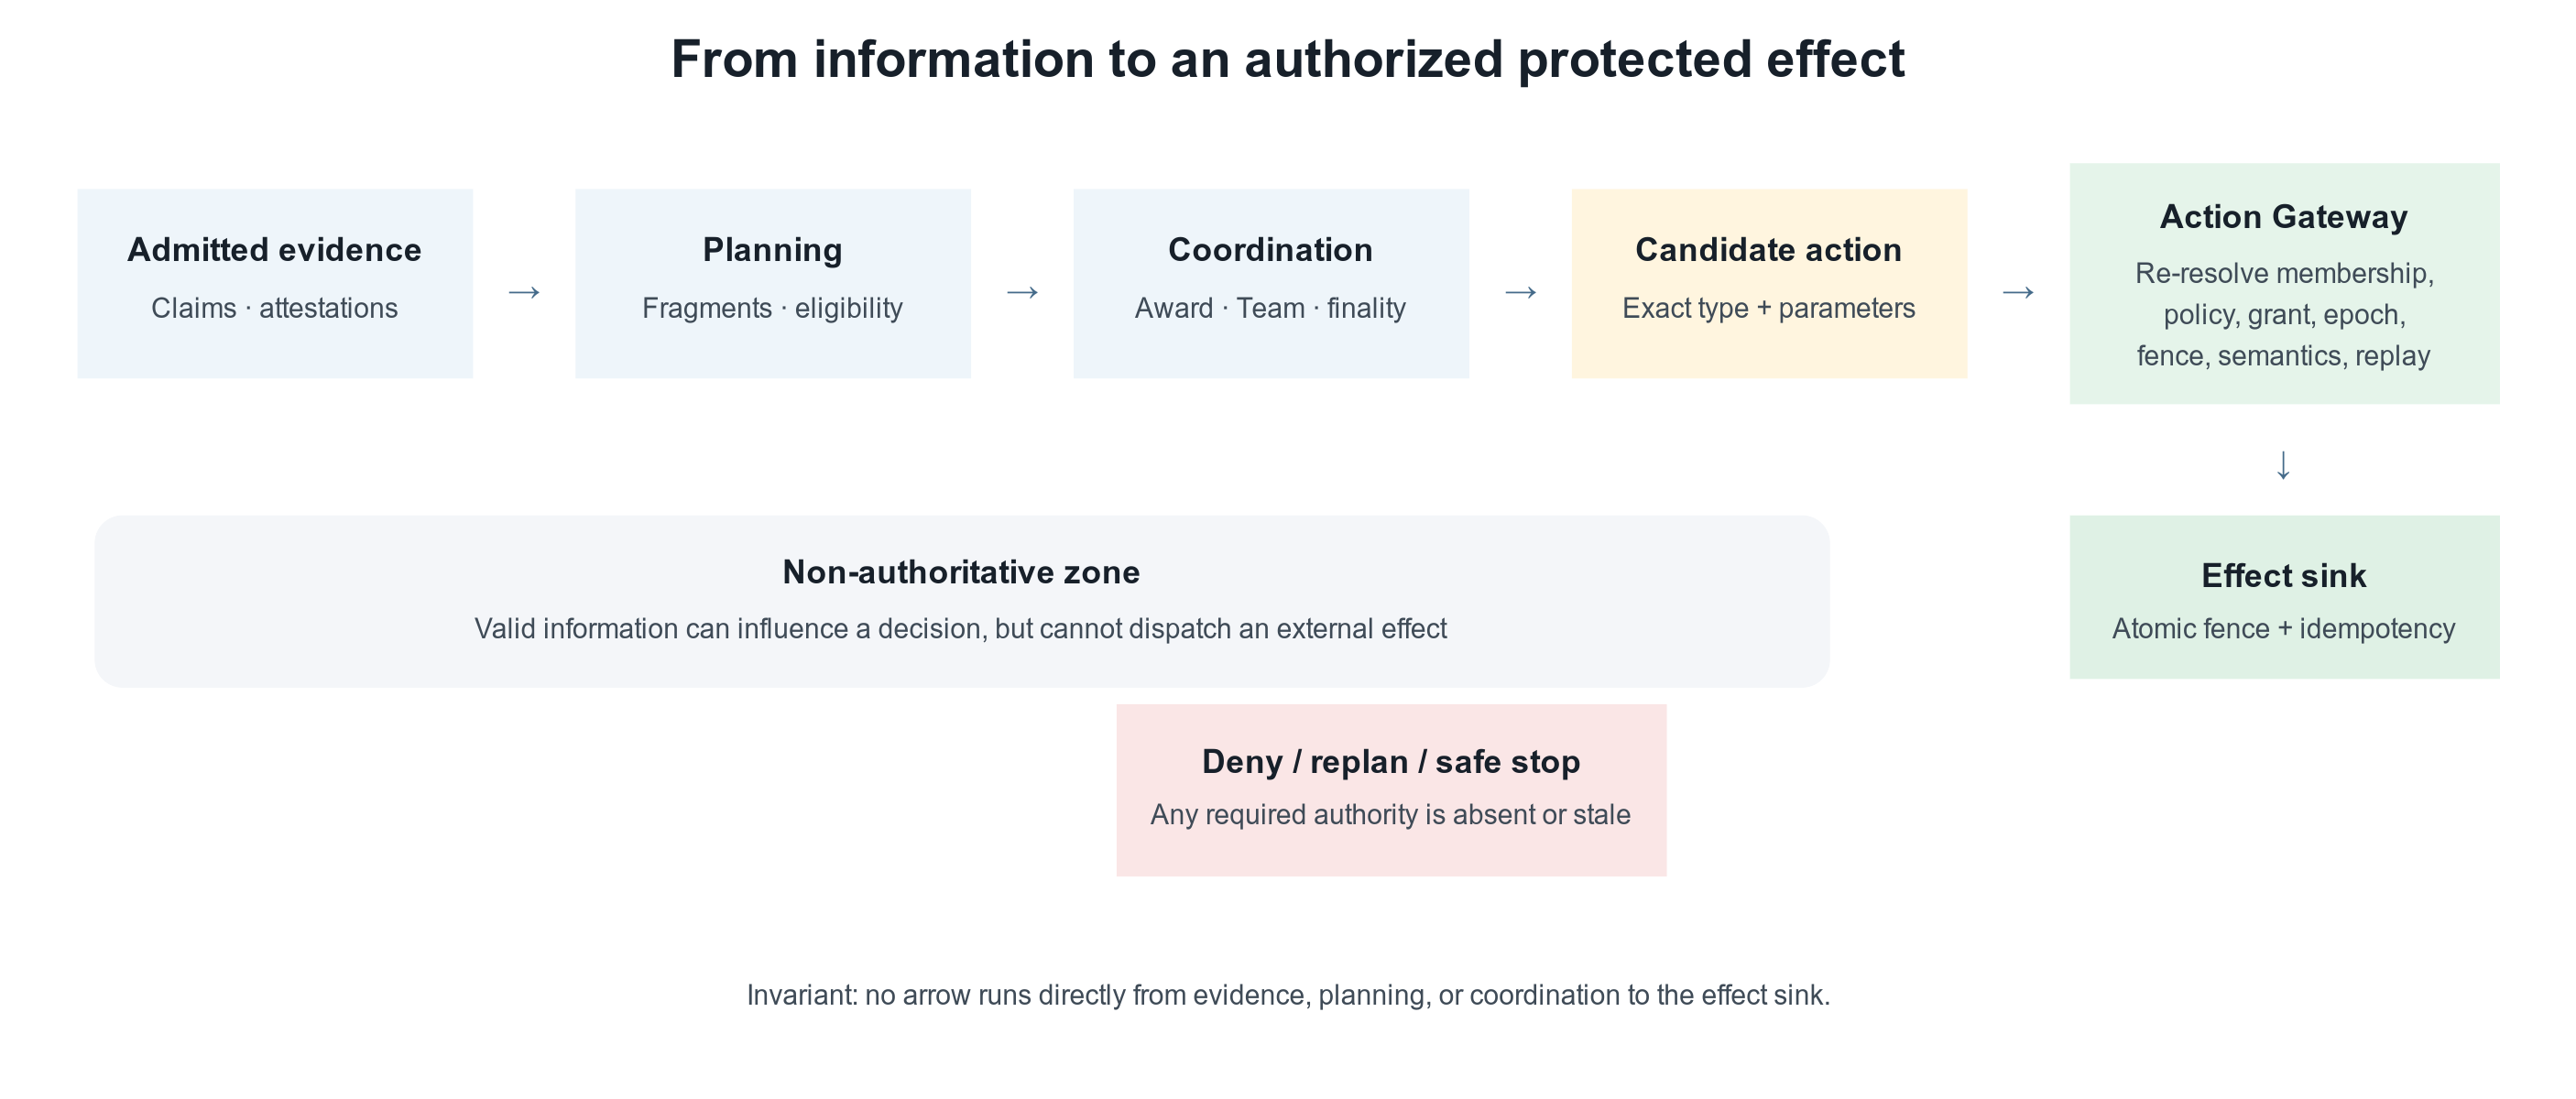 From information to an authorized protected effect
Admitted evidence
Claims · attestations
→
Planning
Fragments · eligibility
→
Coordination
Award · Team · finality
→
Candidate action
Exact type + parameters
→
Action Gateway
Re-resolve membership,
policy, grant, epoch,
fence, semantics, replay
↓
Non-authoritative zone
Valid information can influence a decision, but cannot dispatch an external effect
Effect sink
Atomic fence + idempotency
Deny / replan / safe stop
Any required authority is absent or stale
Invariant: no arrow runs directly from evidence, planning, or coordination to the effect sink.